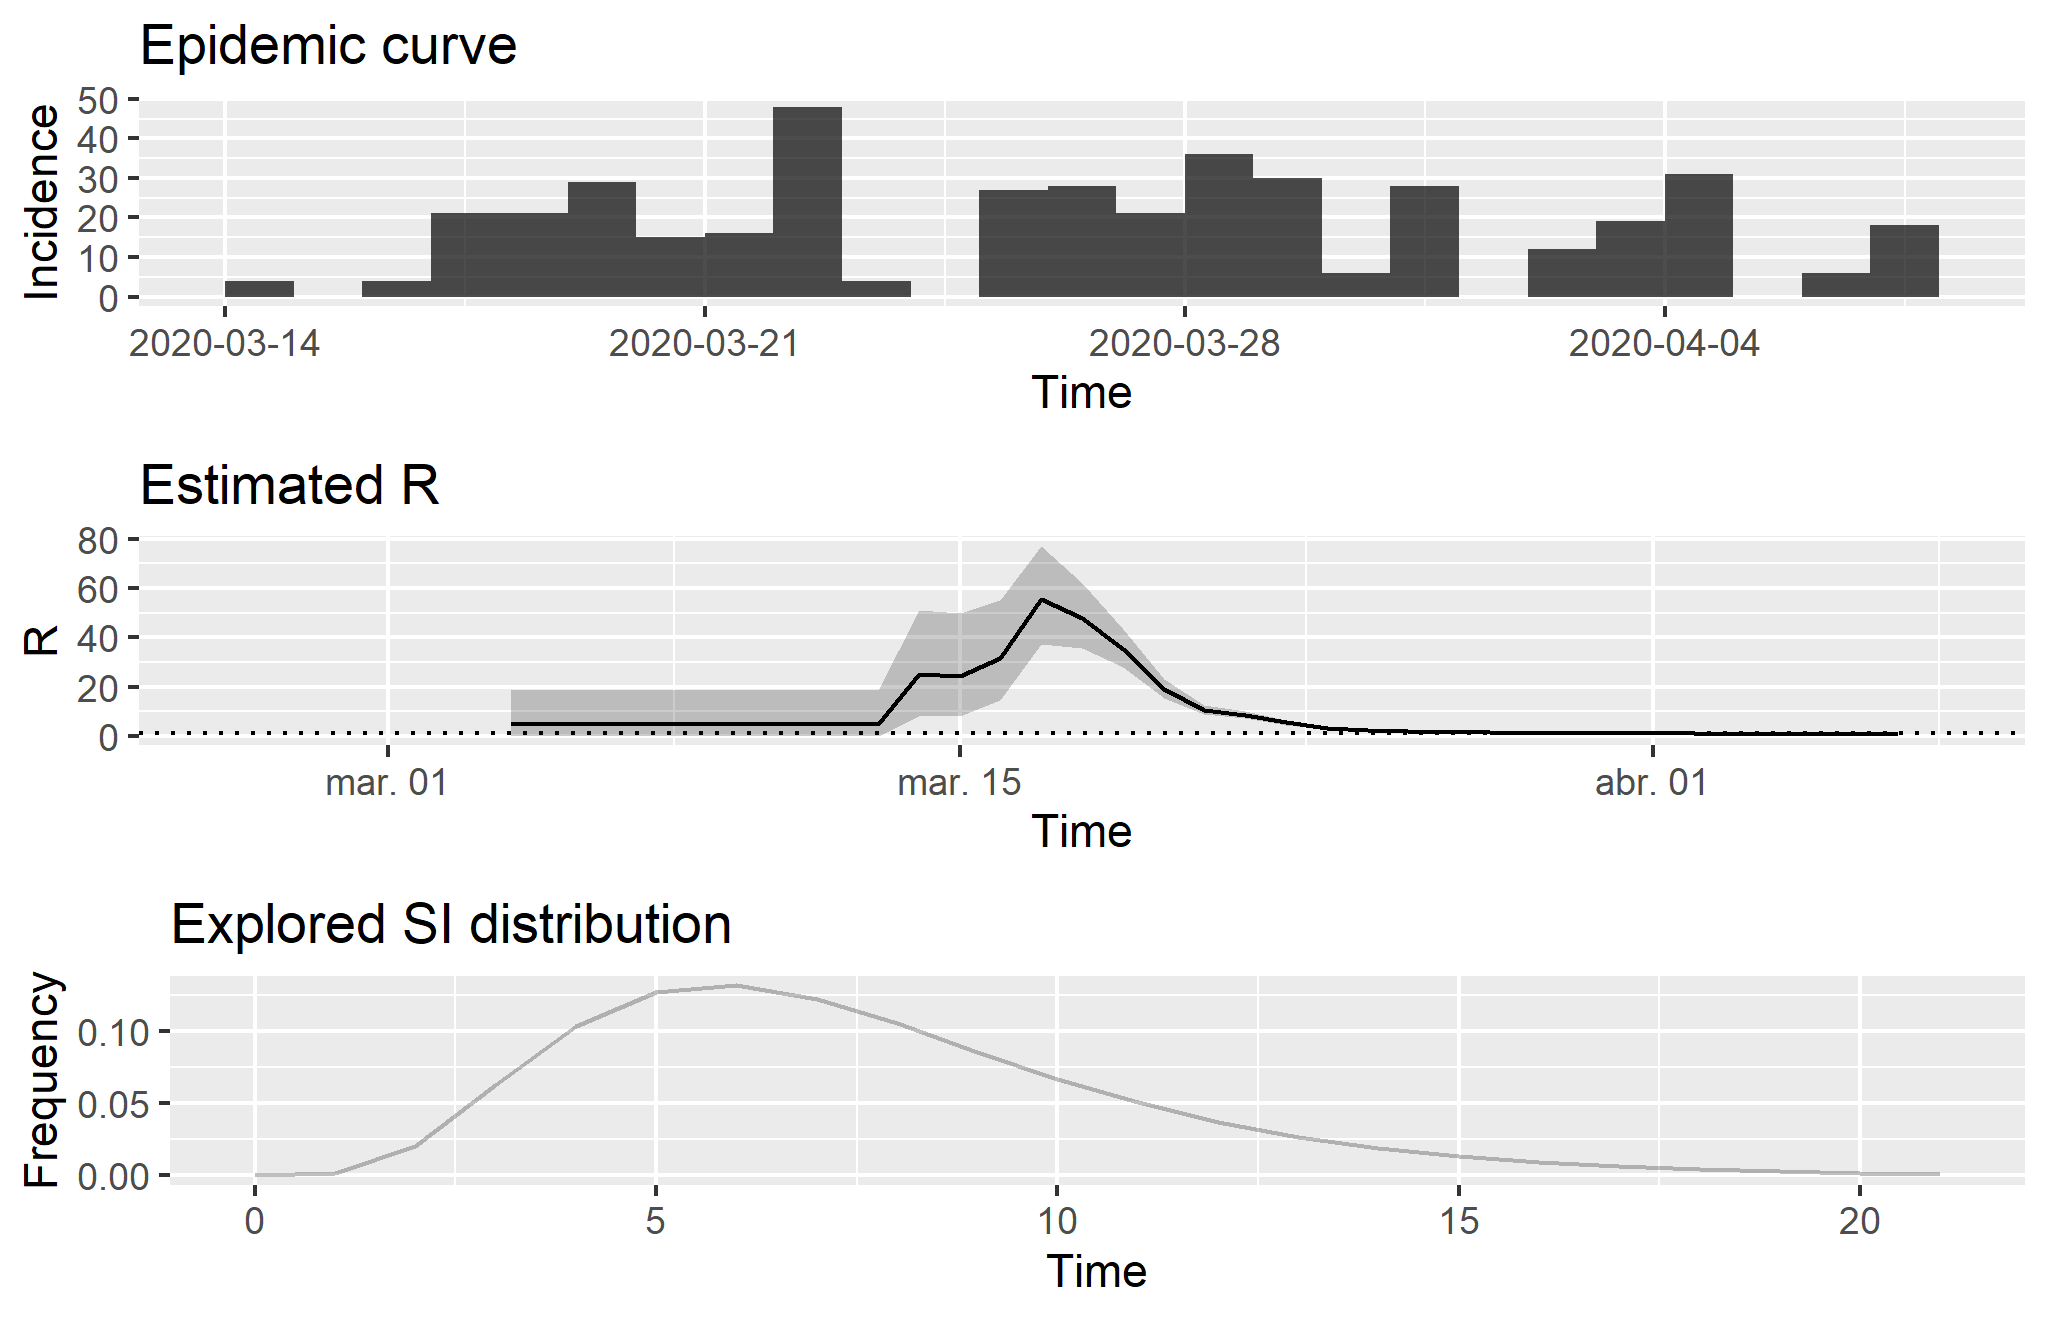 Epidemic curve
Incidence
50
40
30
20
10
0
2020-03-14 2020-03-21 2020-03-28 2020-04-04
Time
Estimated R
R
80
60
40
20
0
mar. 01 mar. 15 abr. 01
Time
Explored SI distribution
Frequency
0.10
0.05
0.00
0 5 10 15 20
Time